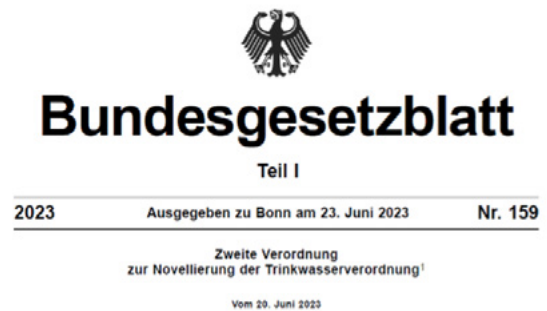 Bundesgesetzblatt
Teil I
2023 Ausgegeben zu Bonn am 23. Juni 2023 Nr. 159
Zweite Verordnung
zur Novellierung der Trinkwasserverordnung¹
Vom 20. Juni 2023